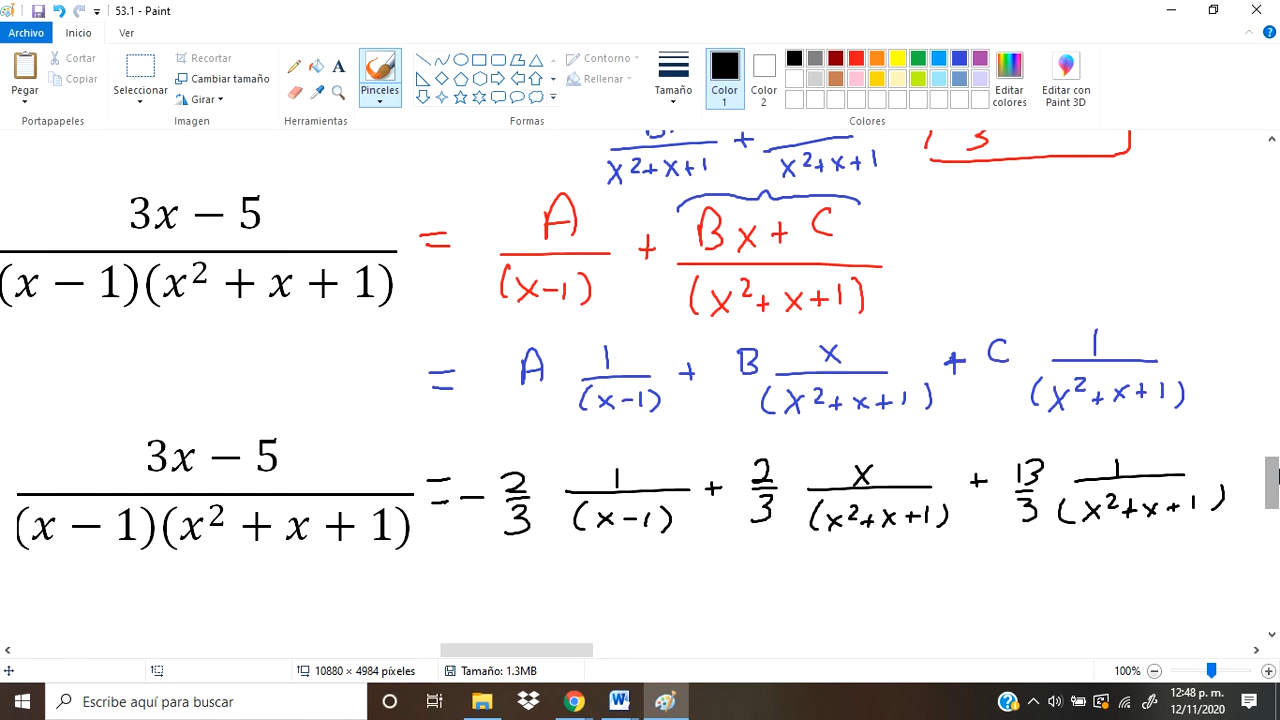 53.1 - Paint
Archivo Inicio Ver
Pegar Cortar Copiar Seleccionar Recortar Cambiar tamaño Girar A Pinceles Contorno Rellenar Tamaño Color 1 Color 2 Editar colores Editar con Paint 3D
Portapapeles Imagen Herramientas Formas Colores
x²+x+1 + x²+x+1 3
3x − 5 / (x − 1)(x² + x + 1) = A / (x-1) + Bx + C / (x²+x+1)
= A 1 / (x-1) + B x / (x²+x+1) + C 1 / (x²+x+1)
3x − 5 / (x − 1)(x² + x + 1) = - 2/3 1 / (x-1) + 2/3 x / (x²+x+1) + 13/3 1 / (x²+x+1)
10880 × 4984 píxeles Tamaño: 1.3MB 100%
Escribe aquí para buscar 12:48 p. m.
12/11/2020